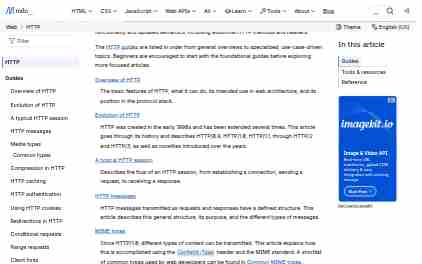 mdn_
HTML
CSS
JavaScript
Web APIs
All
Learn
Tools
About
Blog
Web > HTTP
Theme
English (US)
Filter
HTTP
Guides
Overview of HTTP
Evolution of HTTP
A typical HTTP session
HTTP messages
Media types
Common types
Compression in HTTP
HTTP caching
HTTP authentication
Using HTTP cookies
Redirections in HTTP
Conditional requests
Range requests
Client hints
The HTTP guides are listed in order from general overviews to specialized, use-case-driven
topics. Beginners are encouraged to start with the foundational guides before exploring
more focused articles.
Overview of HTTP
The basic features of HTTP, what it can do, its intended use in web architecture, and its
position in the protocol stack.
Evolution of HTTP
HTTP was created in the early 1990s and has been extended several times. This article
goes through its history and describes HTTP/0.9, HTTP/1.0, HTTP/1.1, through HTTP/2
and HTTP/3, as well as novelties introduced over the years.
A typical HTTP session
Describes the flow of an HTTP session, from establishing a connection, sending a
request, to receiving a response.
HTTP messages
HTTP messages transmitted as requests and responses have a defined structure. This
article describes this general structure, its purpose, and the different types of messages.
MIME types
Since HTTP/1.0, different types of content can be transmitted. This article explains how
this is accomplished using the Content-Type header and the MIME standard. A shortlist
of common types used by web developers can be found in Common MIME types.
In this article
Guides
Tools & resources
Reference
imagekit.io
Image & Video API
Start Free >